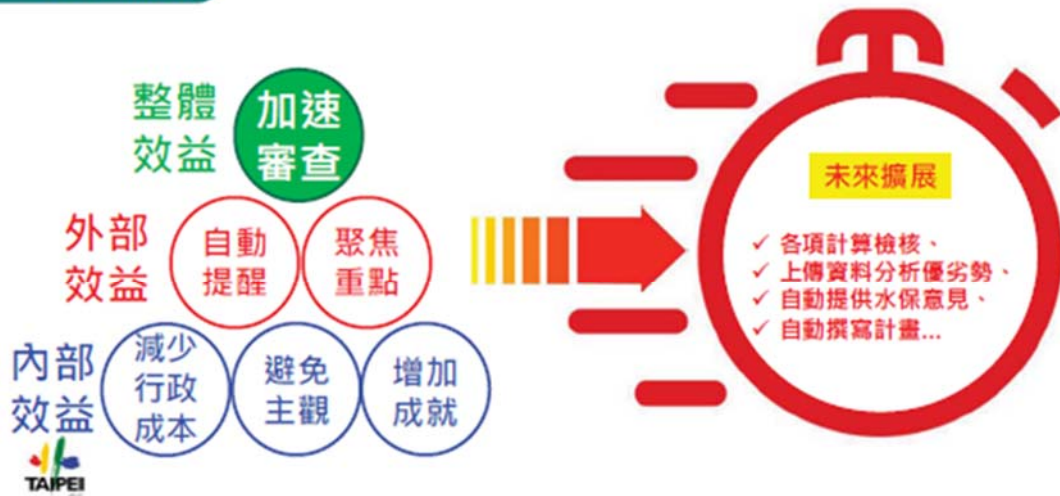 整體
效益
加速
審查
外部
效益
自動
提醒
聚焦
重點
內部
效益
減少
行政
成本
避免
主觀
增加
成就
TAIPEI
未來擴展
✓ 各項計算檢核、
✓ 上傳資料分析優劣勢、
✓ 自動提供水保意見、
✓ 自動撰寫計畫...